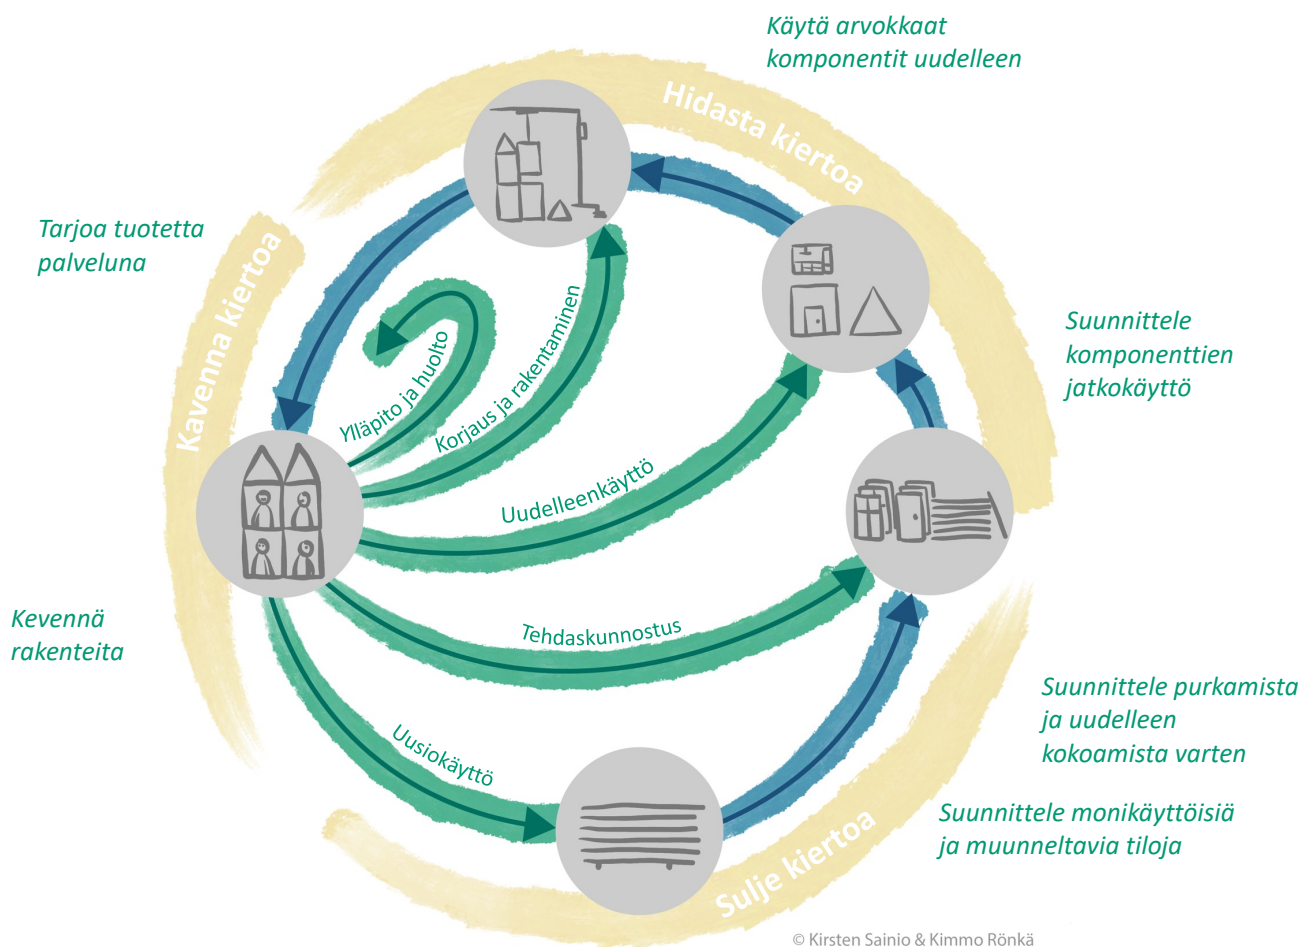 Käytä arvokkaat
komponentit uudelleen
Hidasta kiertoa
Tarjoa tuotetta
palveluna
Kavenna kiertoa
Suunnittele
komponenttien
jatkokäyttö
Ylläpito ja huolto
Korjaus ja rakentaminen
Uudelleenkäyttö
Tehdaskunnostus
Kevennä
rakenteita
Uusiokäyttö
Suunnittele purkamista
ja uudelleen
kokoamista varten
Suunnittele monikäyttöisiä
ja muunneltavia tiloja
Sulje kiertoa
© Kirsten Sainio & Kimmo Rönkä